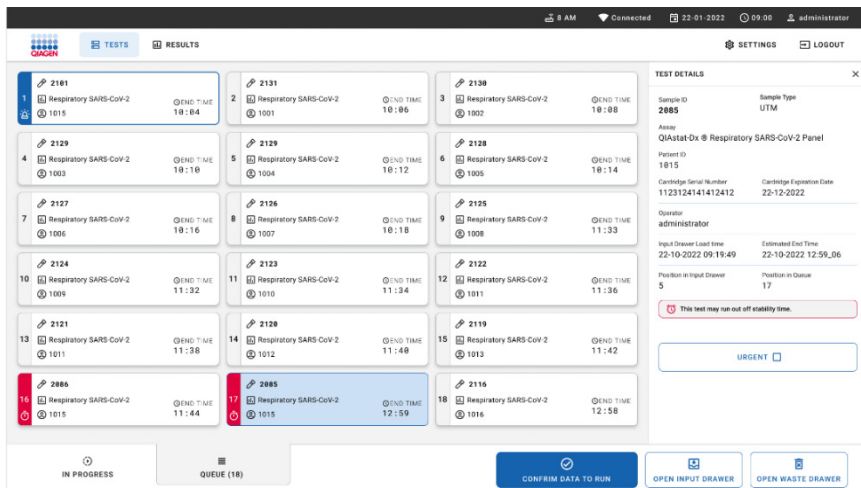 8 AM Connected 22-01-2022 09:00 administrator
QIAGEN TESTS RESULTS SETTINGS LOGOUT
1 2101
Respiratory SARS-CoV-2 END TIME
1015 10:04
2 2131
Respiratory SARS-CoV-2 END TIME
1001 10:06
3 2130
Respiratory SARS-CoV-2 END TIME
1002 10:08
4 2129
Respiratory SARS-CoV-2 END TIME
1003 10:10
5 2129
Respiratory SARS-CoV-2 END TIME
1004 10:12
6 2128
Respiratory SARS-CoV-2 END TIME
1005 10:14
7 2127
Respiratory SARS-CoV-2 END TIME
1006 10:16
8 2126
Respiratory SARS-CoV-2 END TIME
1007 10:18
9 2125
Respiratory SARS-CoV-2 END TIME
1008 11:33
10 2124
Respiratory SARS-CoV-2 END TIME
1009 11:32
11 2123
Respiratory SARS-CoV-2 END TIME
1010 11:34
12 2122
Respiratory SARS-CoV-2 END TIME
1011 11:36
13 2121
Respiratory SARS-CoV-2 END TIME
1011 11:38
14 2120
Respiratory SARS-CoV-2 END TIME
1012 11:40
15 2119
Respiratory SARS-CoV-2 END TIME
1013 11:42
16 2086
Respiratory SARS-CoV-2 END TIME
1015 11:44
17 2085
Respiratory SARS-CoV-2 END TIME
1015 12:59
18 2116
Respiratory SARS-CoV-2 END TIME
1016 12:58
TEST DETAILS
Sample ID Sample Type
2085 UTM
Assay
QIAstat-Dx ® Respiratory SARS-CoV-2 Panel
Patient ID
1015
Cardridge Serial Number Cardridge Expiration Date
1123124141412412 22-12-2022
Operator
administrator
Input Drawer Load time Estimated End Time
22-10-2022 09:19:49 22-10-2022 12:59_06
Position in Input Drawer Position in Queue
5 17
This test may run out off stability time.
URGENT
IN PROGRESS QUEUE (18) CONFRIM DATA TO RUN OPEN INPUT DRAWER OPEN WASTE DRAWER